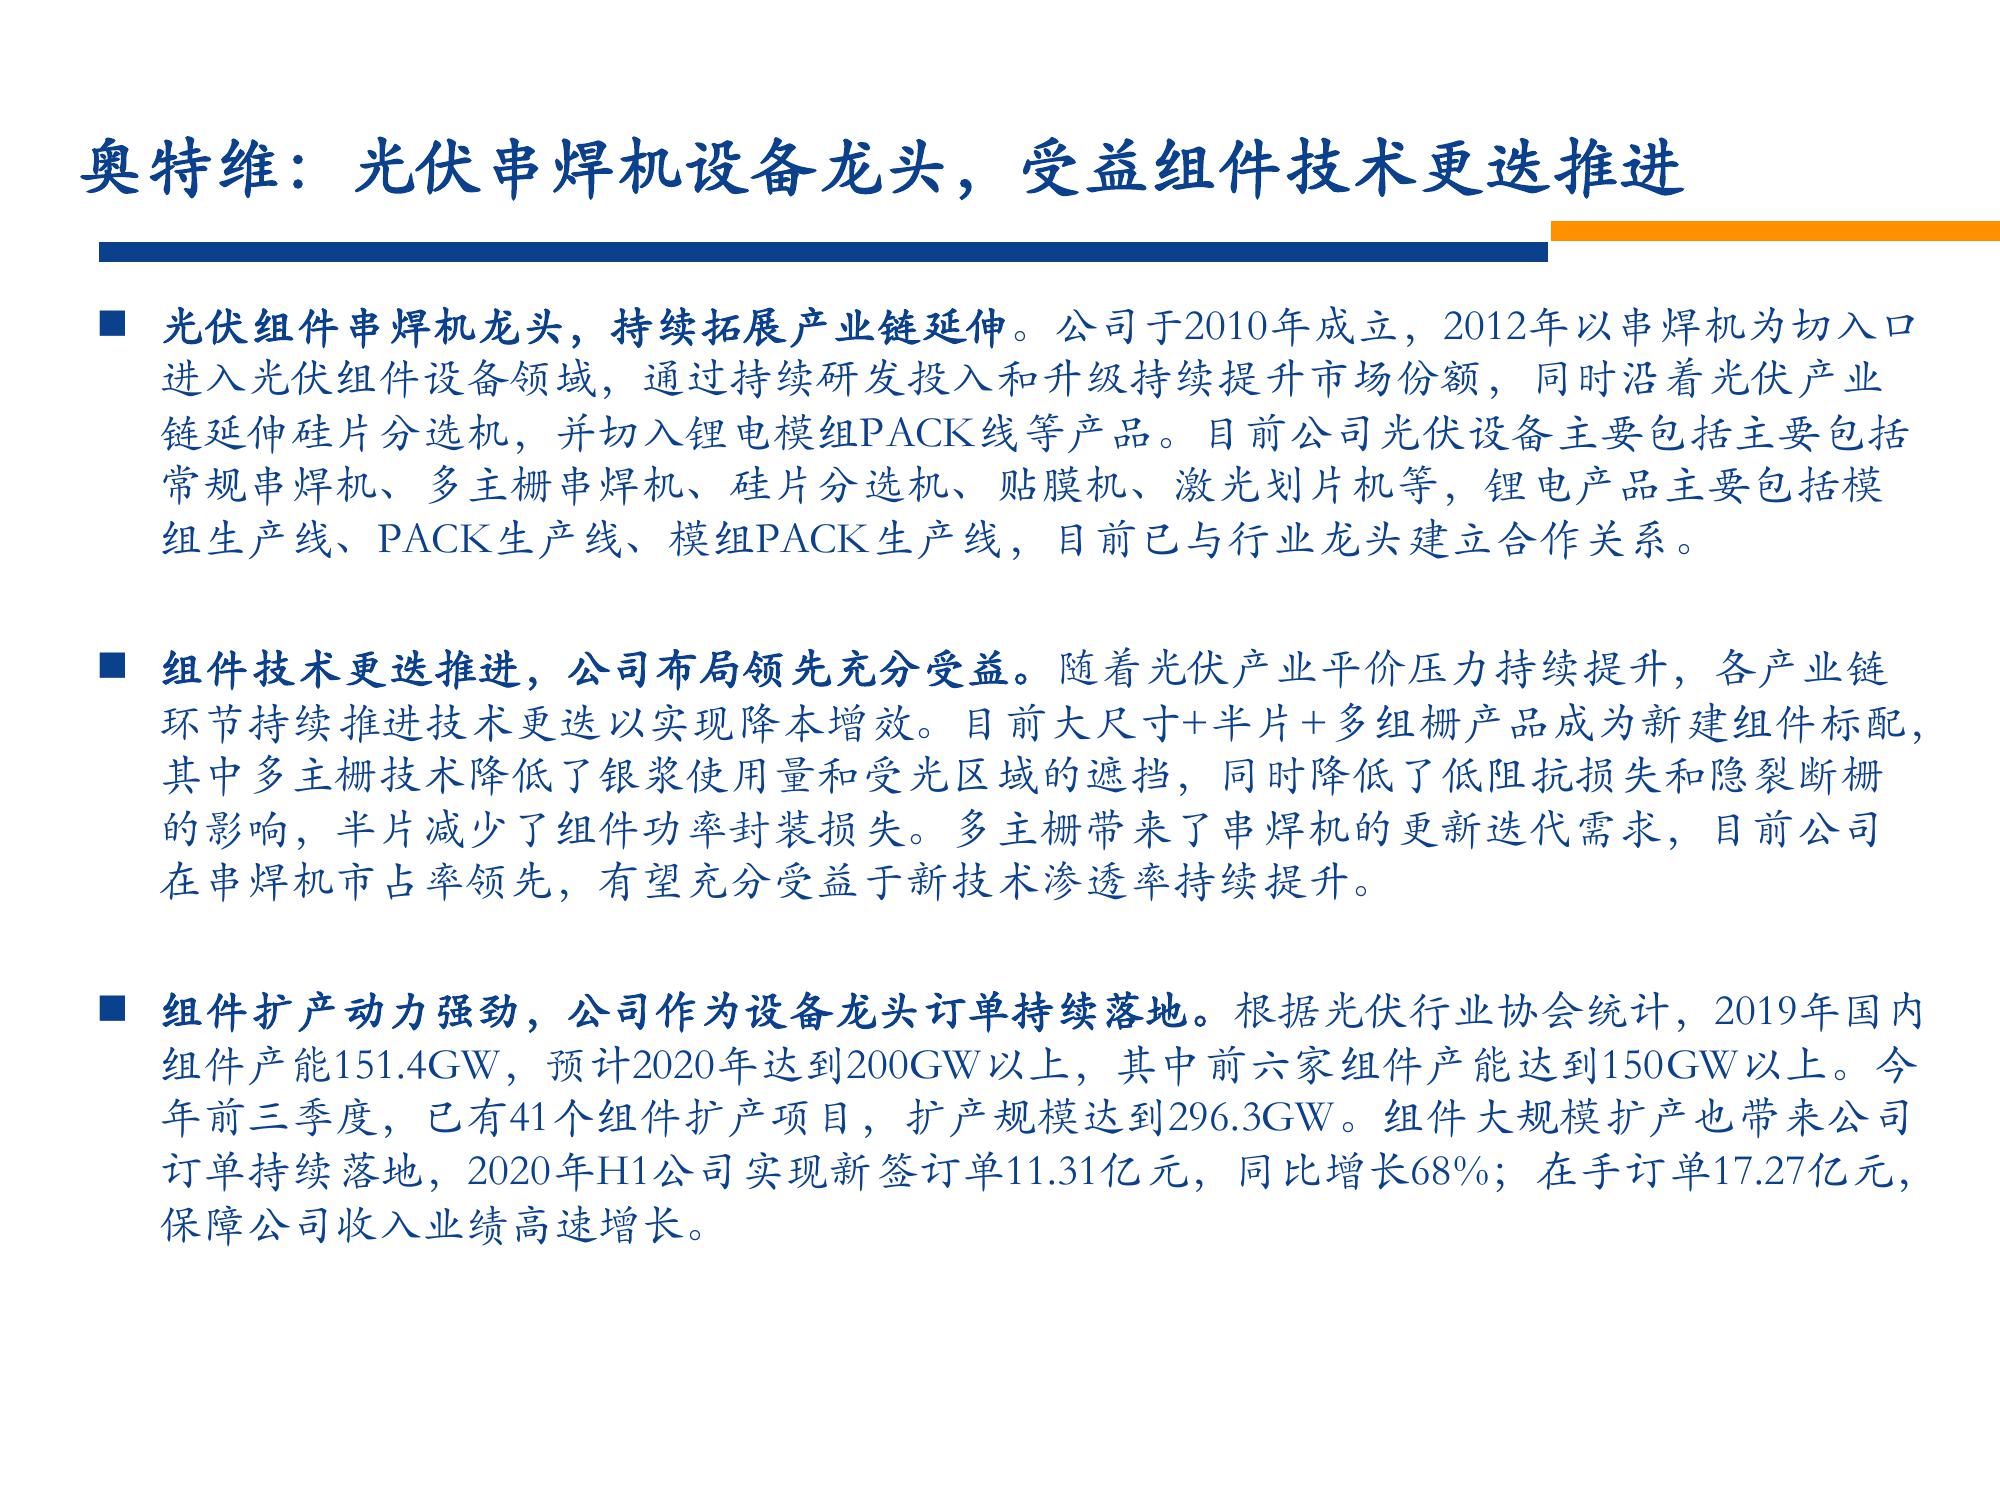 奥特维：光伏串焊机设备龙头，受益组件技术更迭推进
■ 光伏组件串焊机龙头，持续拓展产业链延伸。公司于2010年成立，2012年以串焊机为切入口
进入光伏组件设备领域，通过持续研发投入和升级持续提升市场份额，同时沿着光伏产业
链延伸硅片分选机，并切入锂电模组PACK线等产品。目前公司光伏设备主要包括主要包括
常规串焊机、多主栅串焊机、硅片分选机、贴膜机、激光划片机等，锂电产品主要包括模
组生产线、PACK生产线、模组PACK生产线，目前已与行业龙头建立合作关系。
■ 组件技术更迭推进，公司布局领先充分受益。随着光伏产业平价压力持续提升，各产业链
环节持续推进技术更迭以实现降本增效。目前大尺寸+半片+多组栅产品成为新建组件标配，
其中多主栅技术降低了银浆使用量和受光区域的遮挡，同时降低了低阻抗损失和隐裂断栅
的影响，半片减少了组件功率封装损失。多主栅带来了串焊机的更新迭代需求，目前公司
在串焊机市占率领先，有望充分受益于新技术渗透率持续提升。
■ 组件扩产动力强劲，公司作为设备龙头订单持续落地。根据光伏行业协会统计，2019年国内
组件产能151.4GW，预计2020年达到200GW以上，其中前六家组件产能达到150GW以上。今
年前三季度，已有41个组件扩产项目，扩产规模达到296.3GW。组件大规模扩产也带来公司
订单持续落地，2020年H1公司实现新签订单11.31亿元，同比增长68%；在手订单17.27亿元，
保障公司收入业绩高速增长。